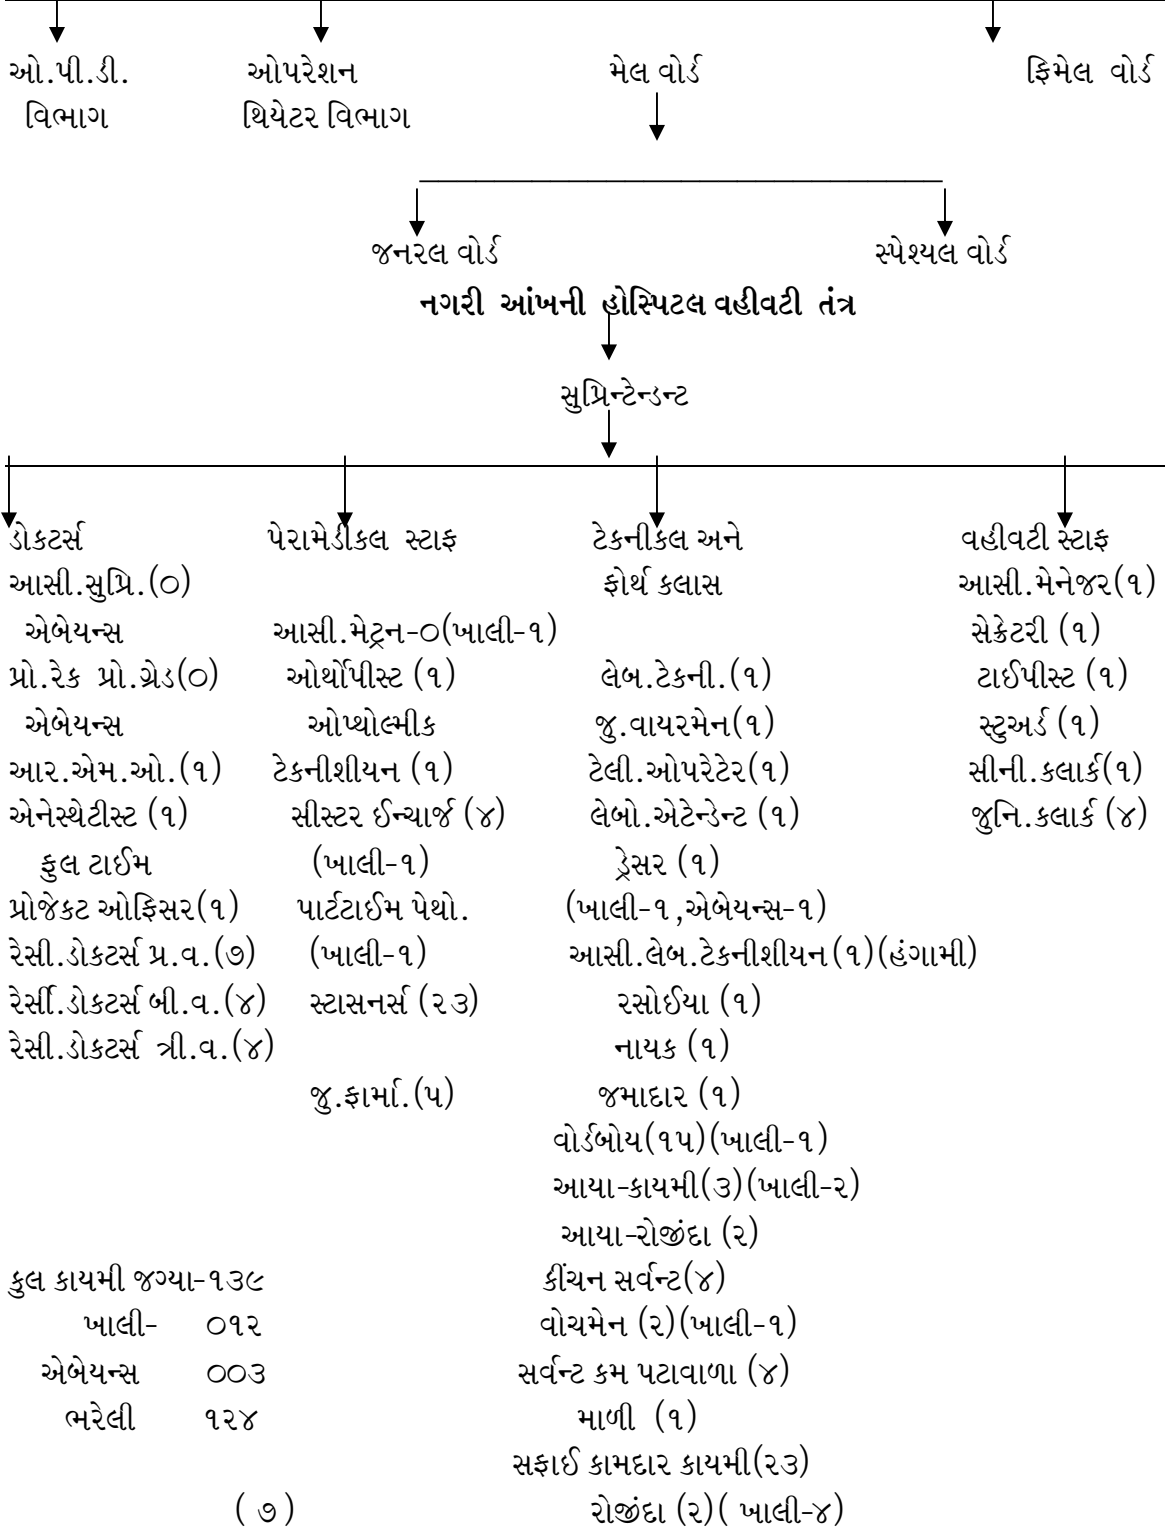 ઓ.પી.ડી. ઓપરેશન મેલ વોર્ડ ફિમેલ વોર્ડ
વિભાગ થિયેટર વિભાગ
જનરલ વોર્ડ સ્પેશ્યલ વોર્ડ
નગરી આંખની હોસ્પિટલ વહીવટી તંત્ર
સુપ્રિન્ટેન્ડન્ટ
ડોકટર્સ પેરામેડીકલ સ્ટાફ ટેકનીકલ અને વહીવટી સ્ટાફ
આસી.સુપ્રિ.(૦) ફોર્થ કલાસ આસી.મેનેજર(૧)
એબેયન્સ આસી.મેટ્રન-૦(ખાલી-૧) સેક્રેટરી (૧)
પ્રો.રેક પ્રો.ગ્રેડ(૦) ઓર્થોપીસ્ટ (૧) લેબ.ટેકની.(૧) ટાઈપીસ્ટ (૧)
એબેયન્સ ઓપ્થોલ્મીક જુ.વાયરમેન(૧) સ્ટુઅર્ડ (૧)
આર.એમ.ઓ.(૧) ટેકનીશીયન (૧) ટેલી.ઓપરેટેર(૧) સીની.કલાર્ક(૧)
એનેસ્થેટીસ્ટ (૧) સીસ્ટર ઈન્ચાર્જ (૪) લેબો.એટેન્ડેન્ટ (૧) જુનિ.કલાર્ક (૪)
ફુલ ટાઈમ (ખાલી-૧) ડ્રેસર (૧)
પ્રોજેકટ ઓફિસર(૧) પાર્ટટાઈમ પેથો. (ખાલી-૧,એબેયન્સ-૧)
રેસી.ડોકટર્સ પ્ર.વ.(૭) (ખાલી-૧) આસી.લેબ.ટેકનીશીયન(૧)(હંગામી)
રેર્સી.ડોકટર્સ બી.વ.(૪) સ્ટાસનર્સ (૨૩) રસોઈયા (૧)
રેસી.ડોકટર્સ ત્રી.વ.(૪) નાયક (૧)
જુ.ફાર્મા.(૫) જમાદાર (૧)
વોર્ડબોય(૧૫)(ખાલી-૧)
આયા-કાયમી(૩)(ખાલી-૨)
આયા-રોજીંદા (૨)
કુલ કાયમી જગ્યા-૧૩૯ કીંચન સર્વન્ટ(૪)
ખાલી- ૦૧૨ વોચમેન (૨)(ખાલી-૧)
એબેયન્સ ૦૦૩ સર્વન્ટ કમ પટાવાળા (૪)
ભરેલી ૧૨૪ માળી (૧)
સફાઈ કામદાર કાયમી(૨૩)
( ૭ ) રોજીંદા (૨)( ખાલી-૪)